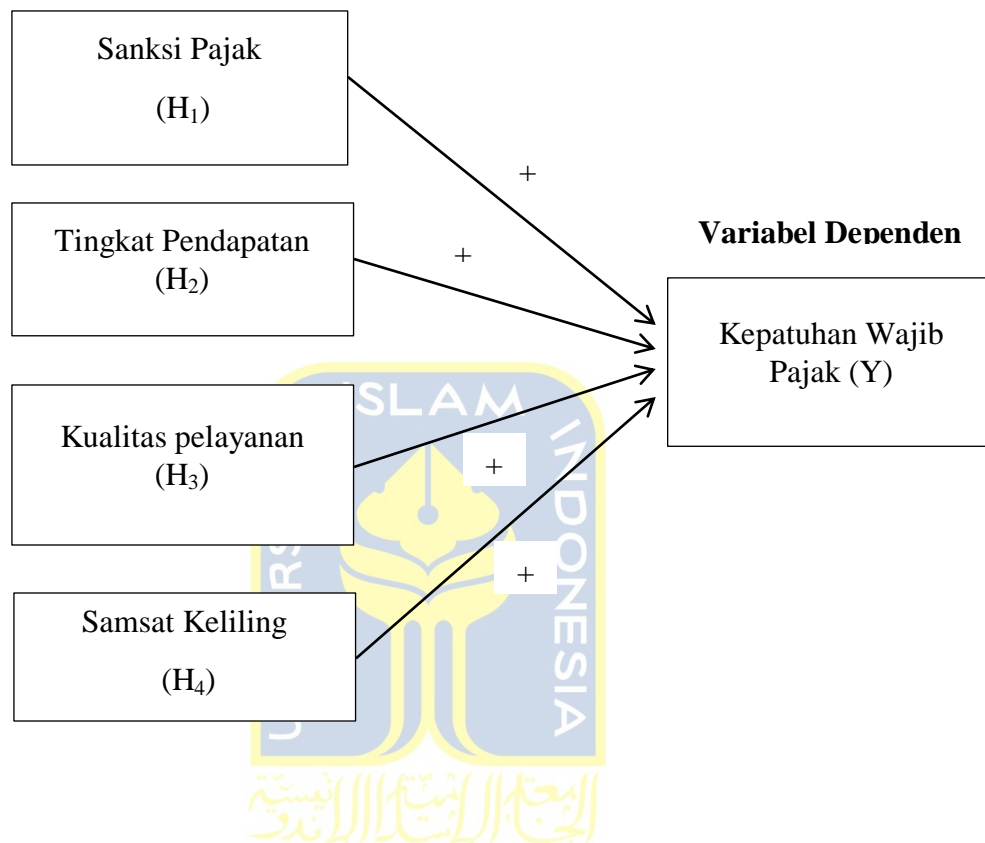 Sanksi Pajak
(H₁)
+
Tingkat Pendapatan
(H₂)
+
Variabel Dependen
Kepatuhan Wajib
Pajak (Y)
Kualitas pelayanan
(H₃)
+
Samsat Keliling
(H₄)
+
ISLAM
INDONESIA